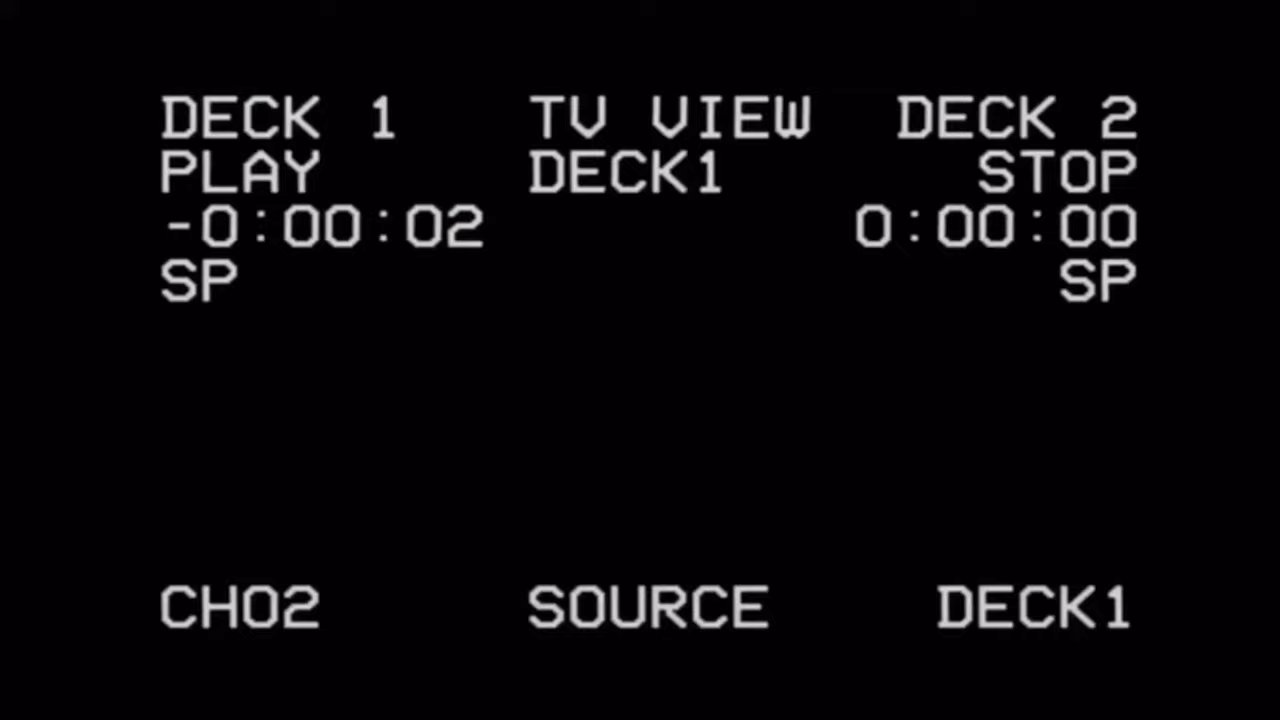 DECK 1 TV VIEW DECK 2
PLAY DECK1 STOP
-0:00:02 0:00:00
SP SP
CH02 SOURCE DECK1